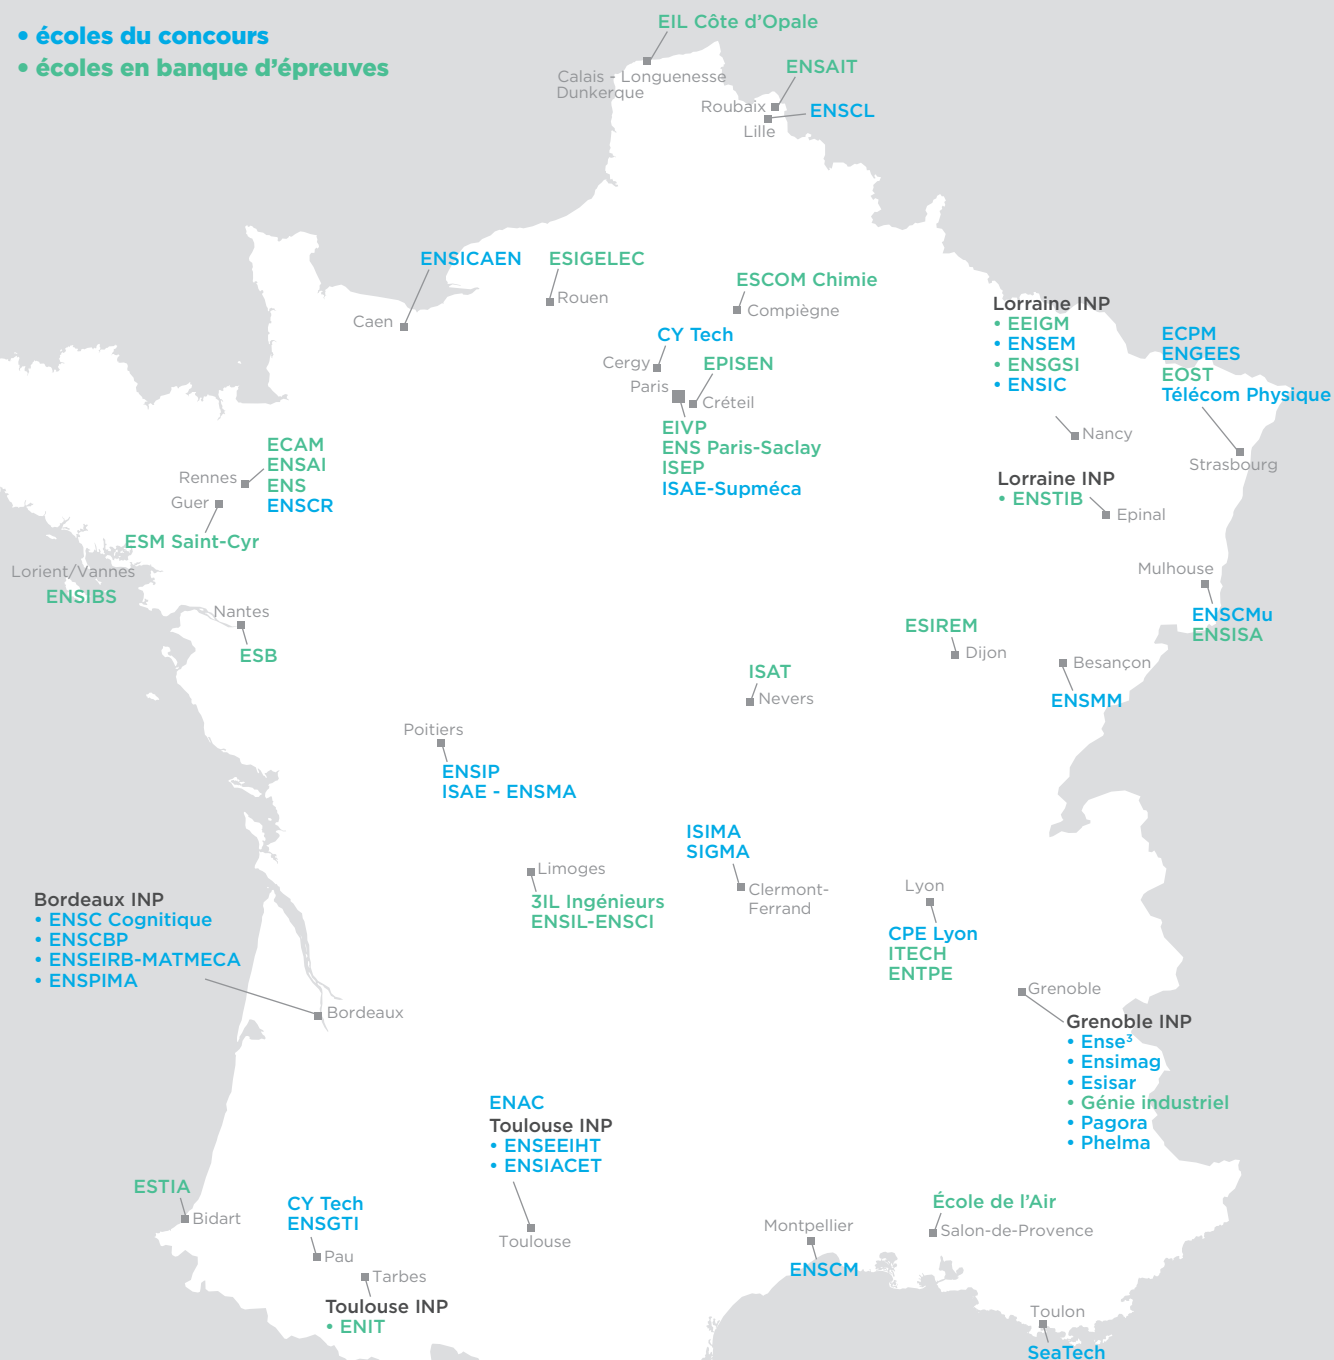 • écoles du concours
• écoles en banque d'épreuves
EIL Côte d'Opale
Calais - Longuenesse
Dunkerque
ENSAIT
Roubaix
ENSCL
Lille
ENSICAEN
Caen
ESIGELEC
Rouen
ESCOM Chimie
Compiègne
CY Tech
Cergy
Paris
EPISEN
Créteil
EIVP
ENS Paris-Saclay
ISEP
ISAE-Supméca
Lorraine INP
• EEIGM
• ENSEM
• ENSGSI
• ENSIC
Nancy
ECPM
ENGEES
EOST
Télécom Physique
Strasbourg
Lorraine INP
• ENSTIB
Epinal
ECAM
ENSAI
ENS
ENSCR
Rennes
Guer
ESM Saint-Cyr
Lorient/Vannes
ENSIBS
Nantes
ESB
Mulhouse
ENSCMu
ENSISA
ESIREM
Dijon
Besançon
ENSMM
ISAT
Nevers
Poitiers
ENSIP
ISAE - ENSMA
ISIMA
SIGMA
Clermont-
Ferrand
Limoges
3IL Ingénieurs
ENSIL-ENSCI
Lyon
CPE Lyon
ITECH
ENTPE
Bordeaux INP
• ENSC Cognitique
• ENSCBP
• ENSEIRB-MATMECA
• ENSPIMA
Bordeaux
Grenoble
Grenoble INP
• Ense³
• Ensimag
• Esisar
• Génie industriel
• Pagora
• Phelma
ENAC
Toulouse INP
• ENSEEIHT
• ENSIACET
Toulouse
ESTIA
Bidart
CY Tech
ENSGTI
Pau
Tarbes
Toulouse INP
• ENIT
Montpellier
ENSCM
École de l'Air
Salon-de-Provence
Toulon
SeaTech